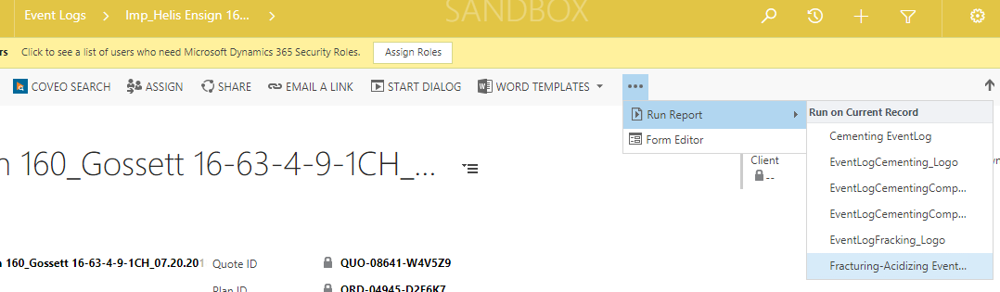 SANDBOX
Event Logs > Imp_Helis Ensign 16... >
rs Click to see a list of users who need Microsoft Dynamics 365 Security Roles. Assign Roles
COVEO SEARCH ASSIGN SHARE EMAIL A LINK START DIALOG WORD TEMPLATES •••
Run Report
Form Editor
Run on Current Record
Cementing EventLog
EventLogCementing_Logo
EventLogCementingComp...
EventLogCementingComp...
EventLogFracking_Logo
Fracturing-Acidizing Event...
n 160_Gossett 16-63-4-9-1CH_...
Client
--
n 160_Gossett 16-63-4-9-1CH_07.20.201 Quote ID QUO-08641-W4V5Z9
Plan ID ORD-04945-D2F6K7